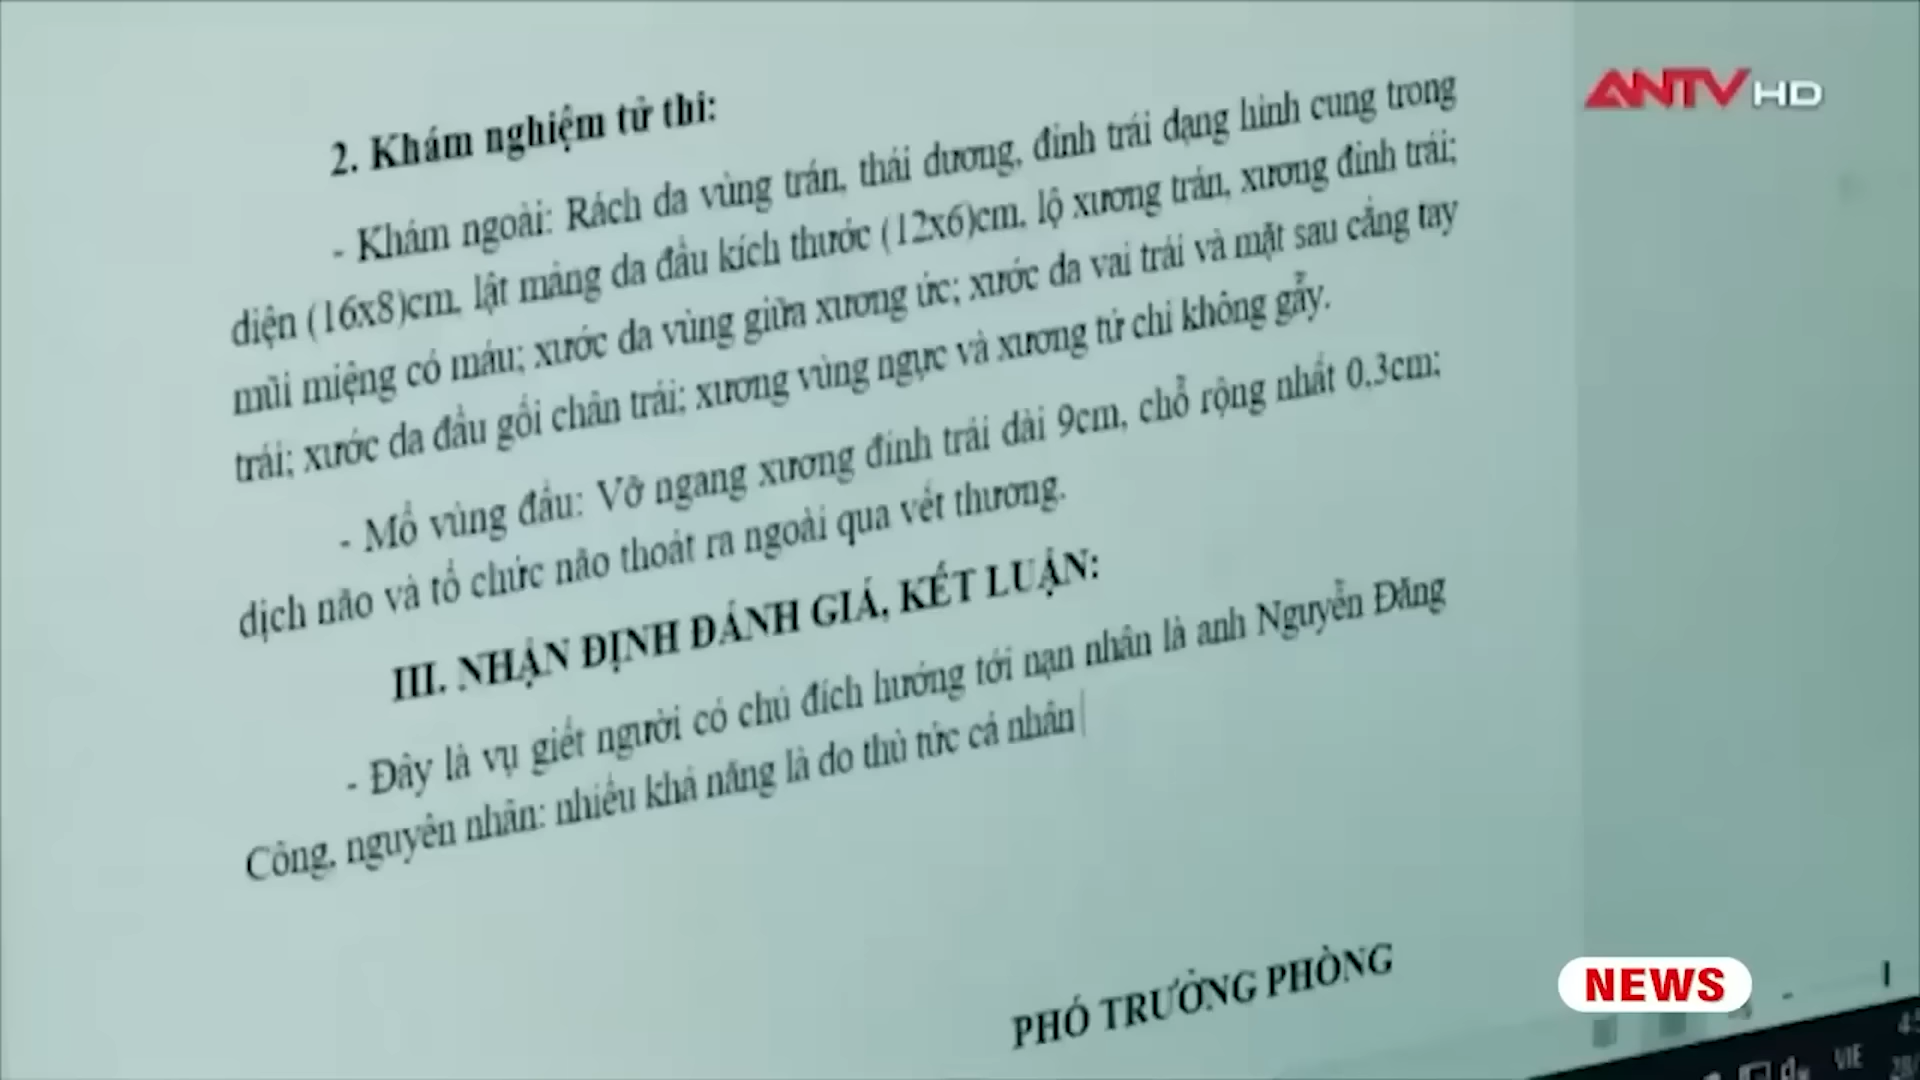 ANTV HD
2. Khám nghiệm tử thi:
- Khám ngoài: Rách da vùng trán, thái dương, đỉnh trái dạng hình cung trong
diện (16x8)cm, lật mảng da đầu kích thước (12x6)cm, lộ xương trán, xương đỉnh trái;
mũi miệng có máu; xước da vùng giữa xương ức; xước da vai trái và mặt sau cẳng tay
trái; xước da đầu gối chân trái; xương vùng ngực và xương tứ chi không gẫy.
- Mổ vùng đầu: Vỡ ngang xương đỉnh trái dài 9cm, chỗ rộng nhất 0,3cm;
dịch não và tổ chức não thoát ra ngoài qua vết thương.
III. NHẬN ĐỊNH ĐÁNH GIÁ, KẾT LUẬN:
- Đây là vụ giết người có chủ đích hướng tới nạn nhân là anh Nguyễn Đăng
Công, nguyên nhân: nhiều khả năng là do thù tức cá nhân
PHÓ TRƯỞNG PHÒNG
NEWS
VIE